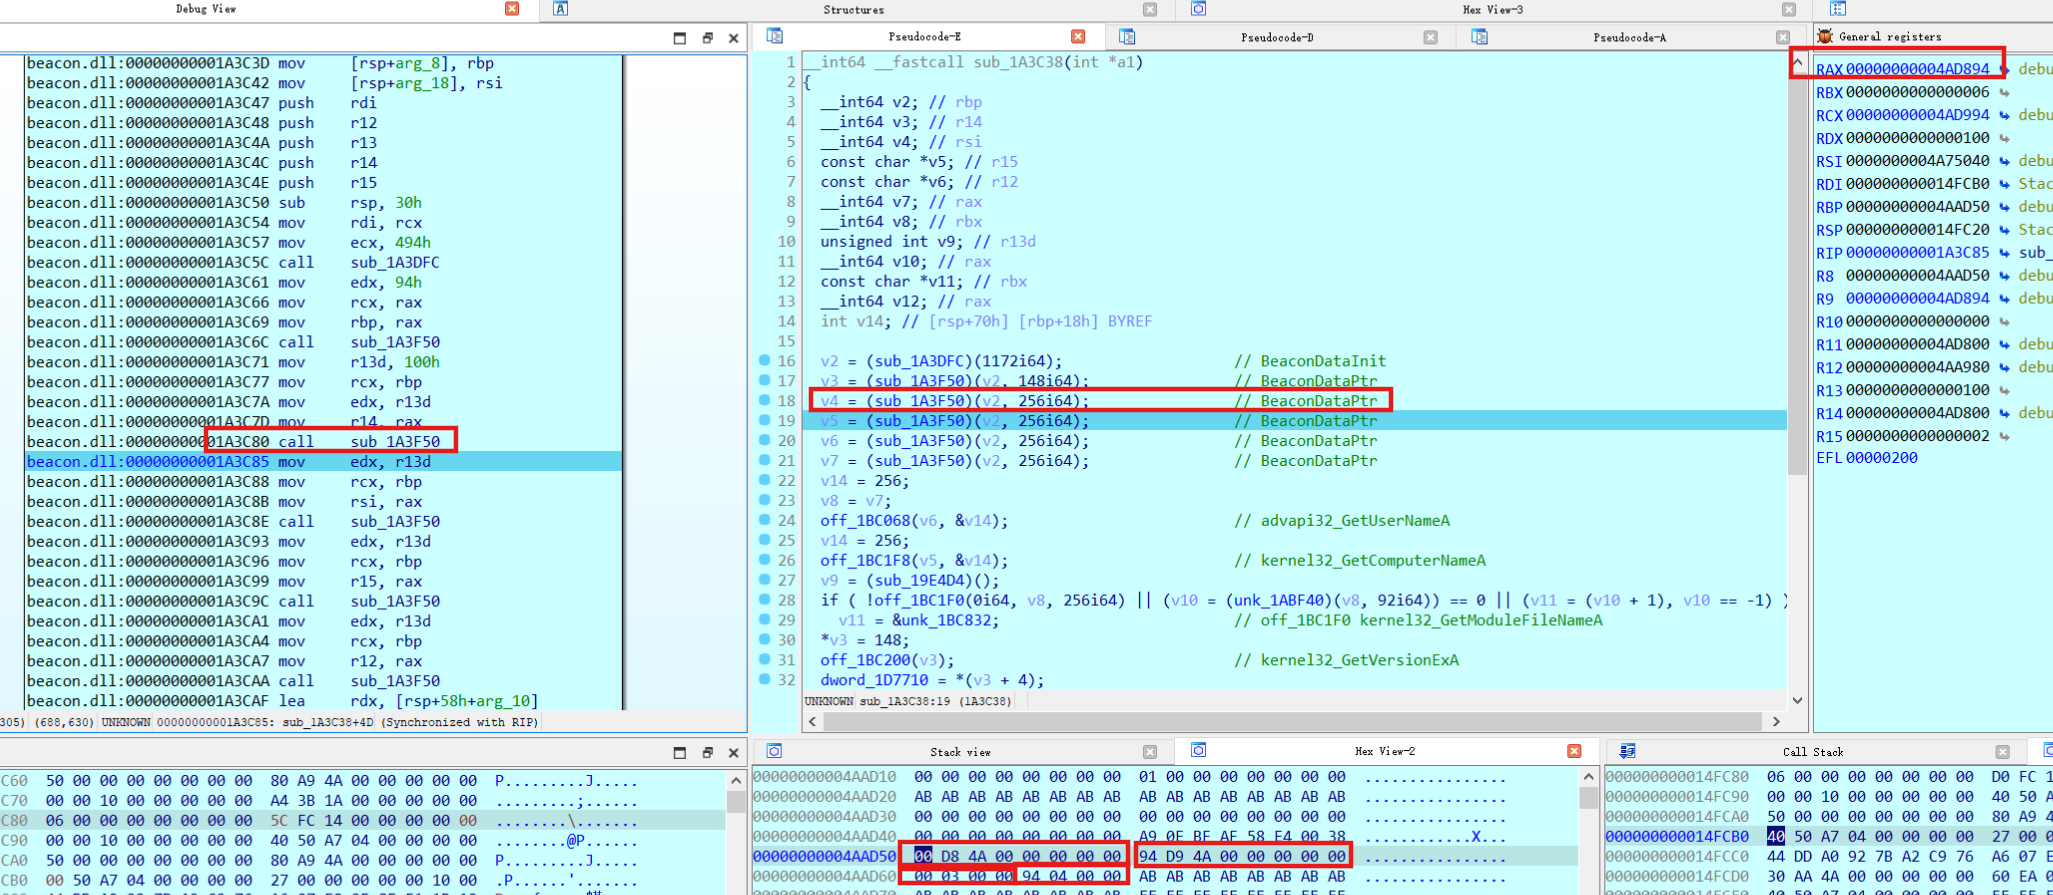 Debug View
Structures
Hex View-3
Pseudocode-E
Pseudocode-D
Pseudocode-A
General registers
beacon.dll:00000000001A3C3D mov [rsp+arg_8], rbp
beacon.dll:00000000001A3C42 mov [rsp+arg_18], rsi
beacon.dll:00000000001A3C47 push rdi
beacon.dll:00000000001A3C48 push r12
beacon.dll:00000000001A3C4A push r13
beacon.dll:00000000001A3C4C push r14
beacon.dll:00000000001A3C4E push r15
beacon.dll:00000000001A3C50 sub rsp, 30h
beacon.dll:00000000001A3C54 mov rdi, rcx
beacon.dll:00000000001A3C57 mov ecx, 494h
beacon.dll:00000000001A3C5C call sub_1A3DFC
beacon.dll:00000000001A3C61 mov edx, 94h
beacon.dll:00000000001A3C66 mov rcx, rax
beacon.dll:00000000001A3C69 mov rbp, rax
beacon.dll:00000000001A3C6C call sub_1A3F50
beacon.dll:00000000001A3C71 mov r13d, 100h
beacon.dll:00000000001A3C77 mov rcx, rbp
beacon.dll:00000000001A3C7A mov edx, r13d
beacon.dll:00000000001A3C7D mov r14, rax
beacon.dll:00000000001A3C80 call sub_1A3F50
beacon.dll:00000000001A3C85 mov edx, r13d
beacon.dll:00000000001A3C88 mov rcx, rbp
beacon.dll:00000000001A3C8B mov rsi, rax
beacon.dll:00000000001A3C8E call sub_1A3F50
beacon.dll:00000000001A3C93 mov edx, r13d
beacon.dll:00000000001A3C96 mov rcx, rbp
beacon.dll:00000000001A3C99 mov r15, rax
beacon.dll:00000000001A3C9C call sub_1A3F50
beacon.dll:00000000001A3CA1 mov edx, r13d
beacon.dll:00000000001A3CA4 mov rcx, rbp
beacon.dll:00000000001A3CA7 mov r12, rax
beacon.dll:00000000001A3CAA call sub_1A3F50
beacon.dll:00000000001A3CAF lea rdx, [rsp+58h+arg_10]
305) (688,630) UNKNOWN 00000000001A3C85: sub_1A3C38+4D (Synchronized with RIP)
1 __int64 __fastcall sub_1A3C38(int *a1)
2 {
3 __int64 v2; // rbp
4 __int64 v3; // r14
5 __int64 v4; // rsi
6 const char *v5; // r15
7 const char *v6; // r12
8 __int64 v7; // rax
9 __int64 v8; // rbx
10 unsigned int v9; // r13d
11 __int64 v10; // rax
12 const char *v11; // rbx
13 __int64 v12; // rax
14 int v14; // [rsp+70h] [rbp+18h] BYREF
15
16 v2 = (sub_1A3DFC)(1172i64); // BeaconDataInit
17 v3 = (sub_1A3F50)(v2, 148i64); // BeaconDataPtr
18 v4 = (sub_1A3F50)(v2, 256i64); // BeaconDataPtr
19 v5 = (sub_1A3F50)(v2, 256i64); // BeaconDataPtr
20 v6 = (sub_1A3F50)(v2, 256i64); // BeaconDataPtr
21 v7 = (sub_1A3F50)(v2, 256i64); // BeaconDataPtr
22 v14 = 256;
23 v8 = v7;
24 off_1BC068(v6, &v14); // advapi32_GetUserNameA
25 v14 = 256;
26 off_1BC1F8(v5, &v14); // kernel32_GetComputerNameA
27 v9 = (sub_19E4D4)();
28 if ( !off_1BC1F0(0i64, v8, 256i64) || (v10 = (unk_1ABF40)(v8, 92i64)) == 0 || (v11 = (v10 + 1), v10 == -1) )
29 v11 = &unk_1BC832; // off_1BC1F0 kernel32_GetModuleFileNameA
30 *v3 = 148;
31 off_1BC200(v3); // kernel32_GetVersionExA
32 dword_1D7710 = *(v3 + 4);
UNKNOWN sub_1A3C38:19 (1A3C38)
RAX 00000000004AD894 debu
RBX 0000000000000006
RCX 00000000004AD994 debu
RDX 0000000000000100
RSI 0000000004A75040 debu
RDI 000000000014FCB0 Stac
RBP 00000000004AAD50 debu
RSP 000000000014FC20 Stac
RIP 00000000001A3C85 sub_
R8 00000000004AAD50 debu
R9 00000000004AD894 debu
R10 0000000000000000
R11 00000000004AD800 debu
R12 00000000004AA980 debu
R13 0000000000000100
R14 00000000004AD800 debu
R15 0000000000000002
EFL 00000200
C60 50 00 00 00 00 00 00 00 80 A9 4A 00 00 00 00 00 P.........J.....
C70 00 00 10 00 00 00 00 00 A4 3B 1A 00 00 00 00 00 .........;......
C80 06 00 00 00 00 00 00 00 5C FC 14 00 00 00 00 00 ........\.......
C90 00 00 10 00 00 00 00 00 40 50 A7 04 00 00 00 00 ........@P......
CA0 50 00 00 00 00 00 00 00 80 A9 4A 00 00 00 00 00 P.........J.....
CB0 00 50 A7 04 00 00 00 00 27 00 00 00 00 00 10 00 .P......'.......
Stack view
Hex View-2
00000000004AAD10 00 00 00 00 00 00 00 00 01 00 00 00 00 00 00 00 ................
00000000004AAD20 AB AB AB AB AB AB AB AB AB AB AB AB AB AB AB AB ................
00000000004AAD30 00 00 00 00 00 00 00 00 00 00 00 00 00 00 00 00 ................
00000000004AAD40 00 00 00 00 00 00 00 00 A9 0E BF AF 58 E4 00 38 ............X...
00000000004AAD50 00 D8 4A 00 00 00 00 00 94 D9 4A 00 00 00 00 00 ................
00000000004AAD60 00 03 00 00 94 04 00 00 AB AB AB AB AB AB AB AB ................
Call Stack
000000000014FC80 06 00 00 00 00 00 00 00 D0 FC 1
000000000014FC90 00 00 10 00 00 00 00 00 40 50 A
000000000014FCA0 50 00 00 00 00 00 00 00 80 A9 4
000000000014FCB0 40 50 A7 04 00 00 00 00 27 00 0
000000000014FCC0 44 DD A0 92 7B A2 C9 76 A6 07 E
000000000014FCD0 30 AA 4A 00 00 00 00 00 60 EA 0